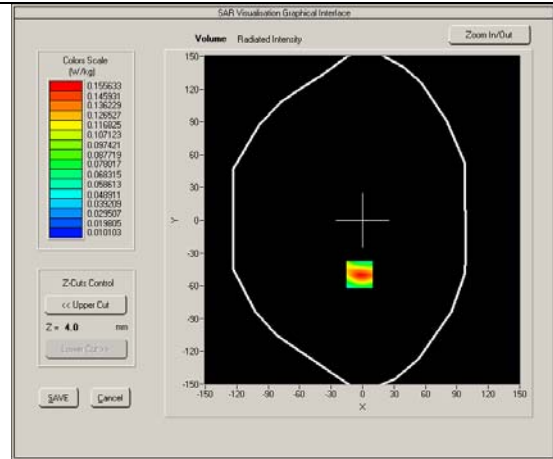 SAR Visualisation Graphical Interface
Volume Radiated Intensity
Zoom In/Out
Colors Scale
(W/kg)
0.155633
0.145931
0.136229
0.126527
0.116825
0.107123
0.097421
0.087719
0.078017
0.068315
0.058613
0.048911
0.039209
0.029507
0.019805
0.010103
Z-Cuts Control
<< Upper Cut
Z = 4.0 mm
SAVE
Cancel
150
120
90
60
30
0
-30
-60
-90
-120
-150
Y
-150 -120 -90 -60 -30 0 30 60 90 120 150
X